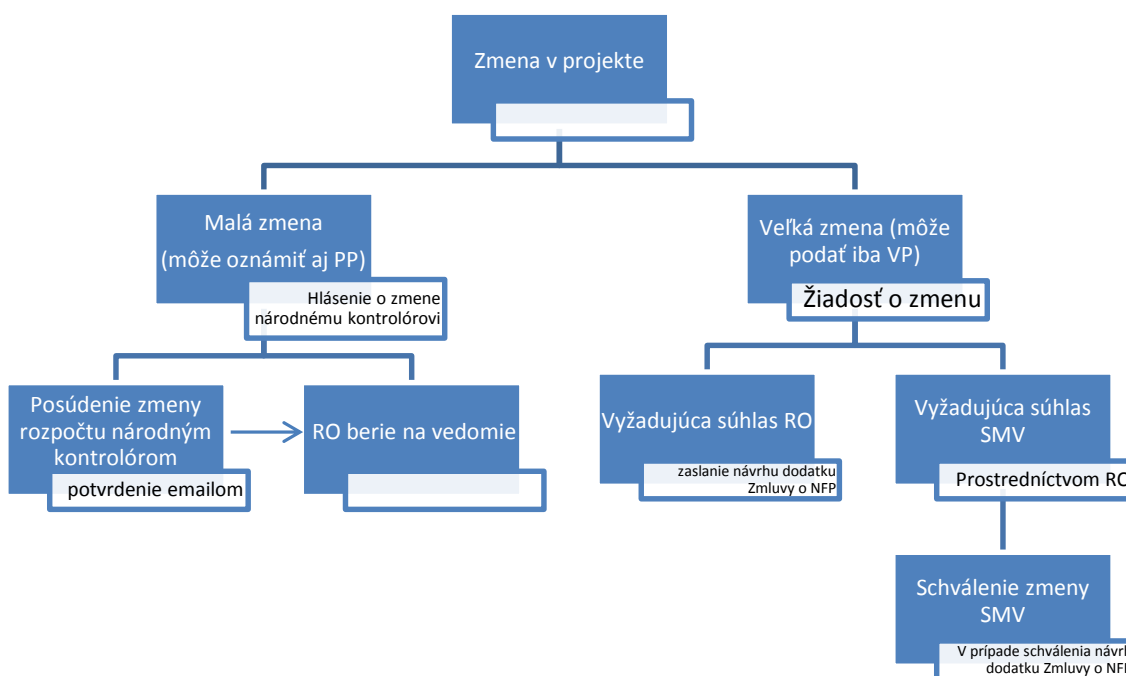 Zmena v projekte
Malá zmena
(môže oznámiť aj PP)
Hlásenie o zmene
národnému kontrolórovi
Posúdenie zmeny
rozpočtu národným
kontrolórom
potvrdenie emailom
RO berie na vedomie
Veľká zmena (môže
podať iba VP)
Žiadosť o zmenu
Vyžadujúca súhlas RO
zaslanie návrhu dodatku
Zmluvy o NFP
Vyžadujúca súhlas
SMV
Prostredníctvom RO
Schválenie zmeny
SMV
V prípade schválenia
dodatku Zmluvy o NFP